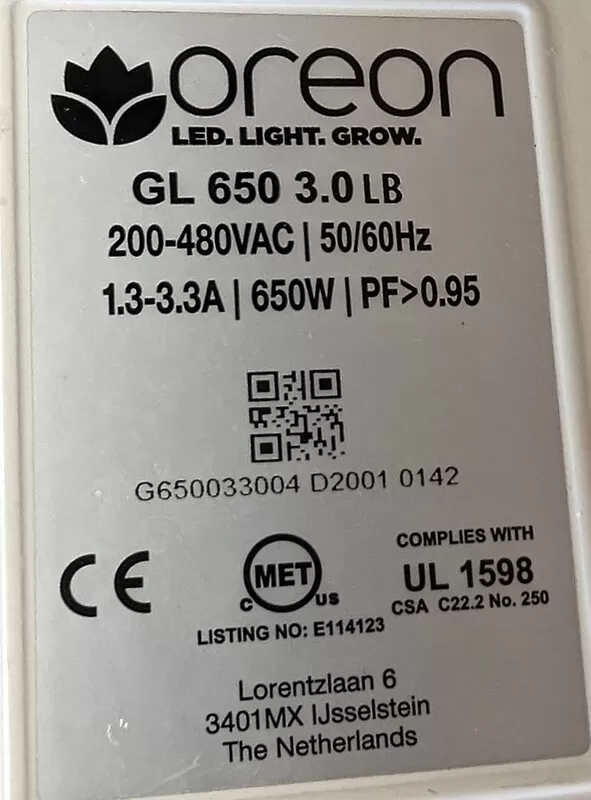 oreon
LED. LIGHT. GROW.
GL 650 3.0 LB
200-480VAC | 50/60Hz
1.3-3.3A | 650W | PF>0.95
G650033004 D2001 0142
CE
MET
C US
LISTING NO: E114123
COMPLIES WITH
UL 1598
CSA C22.2 No. 250
Lorentzlaan 6
3401MX IJsselstein
The Netherlands